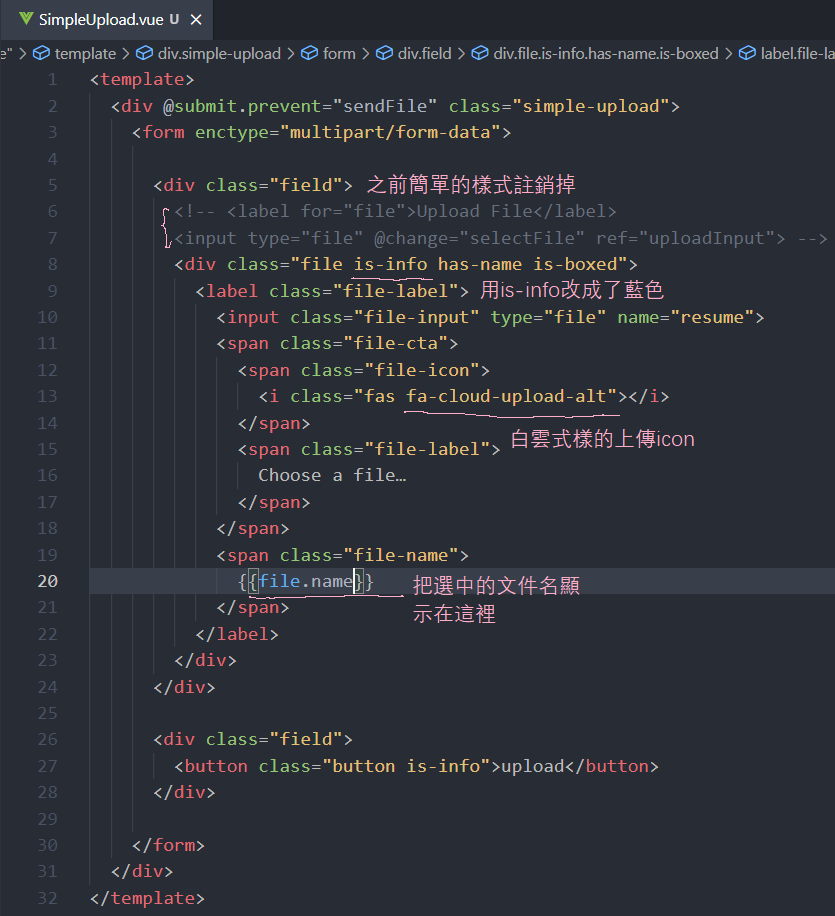 SimpleUpload.vue U ×
e" > template > div.simple-upload > form > div.field > div.file.is-info.has-name.is-boxed > label.file-la
1 <template>
2 <div @submit.prevent="sendFile" class="simple-upload">
3 <form enctype="multipart/form-data">
4
5 <div class="field"> 之前簡單的樣式註銷掉
6 <!-- <label for="file">Upload File</label>
7 <input type="file" @change="selectFile" ref="uploadInput"> -->
8 <div class="file is-info has-name is-boxed">
9 <label class="file-label"> 用is-info改成了藍色
10 <input class="file-input" type="file" name="resume">
11 <span class="file-cta">
12 <span class="file-icon">
13 <i class="fas fa-cloud-upload-alt"></i>
14 </span>
白雲式樣的上傳icon
15 <span class="file-label">
16 Choose a file…
17 </span>
18 </span>
19 <span class="file-name">
20 {{file.name}} 把選中的文件名顯
示在這裡
21 </span>
22 </label>
23 </div>
24 </div>
25
26 <div class="field">
27 <button class="button is-info">upload</button>
28 </div>
29
30 </form>
31 </div>
32 </template>